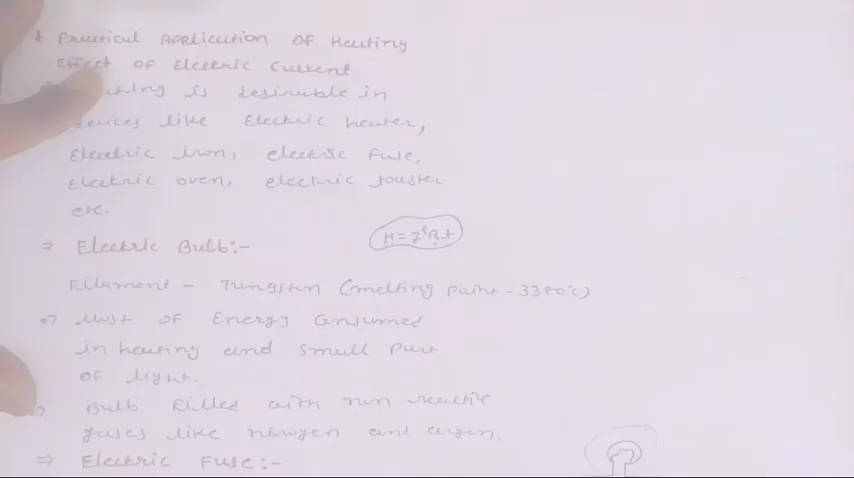 * Practical Application of Heating
Effect of Electric Current
is desirable in
devices like Electric heater,
Electric iron, electric fuse,
electric oven, electric toaster
etc.
⇒ Electric Bulb:-
H = I²Rt
Filament - Tungsten (melting point - 3380°C)
⇒ Most of Energy Consumed
in heating and small part
of light.
⇒ Bulb filled with non reactive
gases like and argon.
⇒ Electric Fuse:-